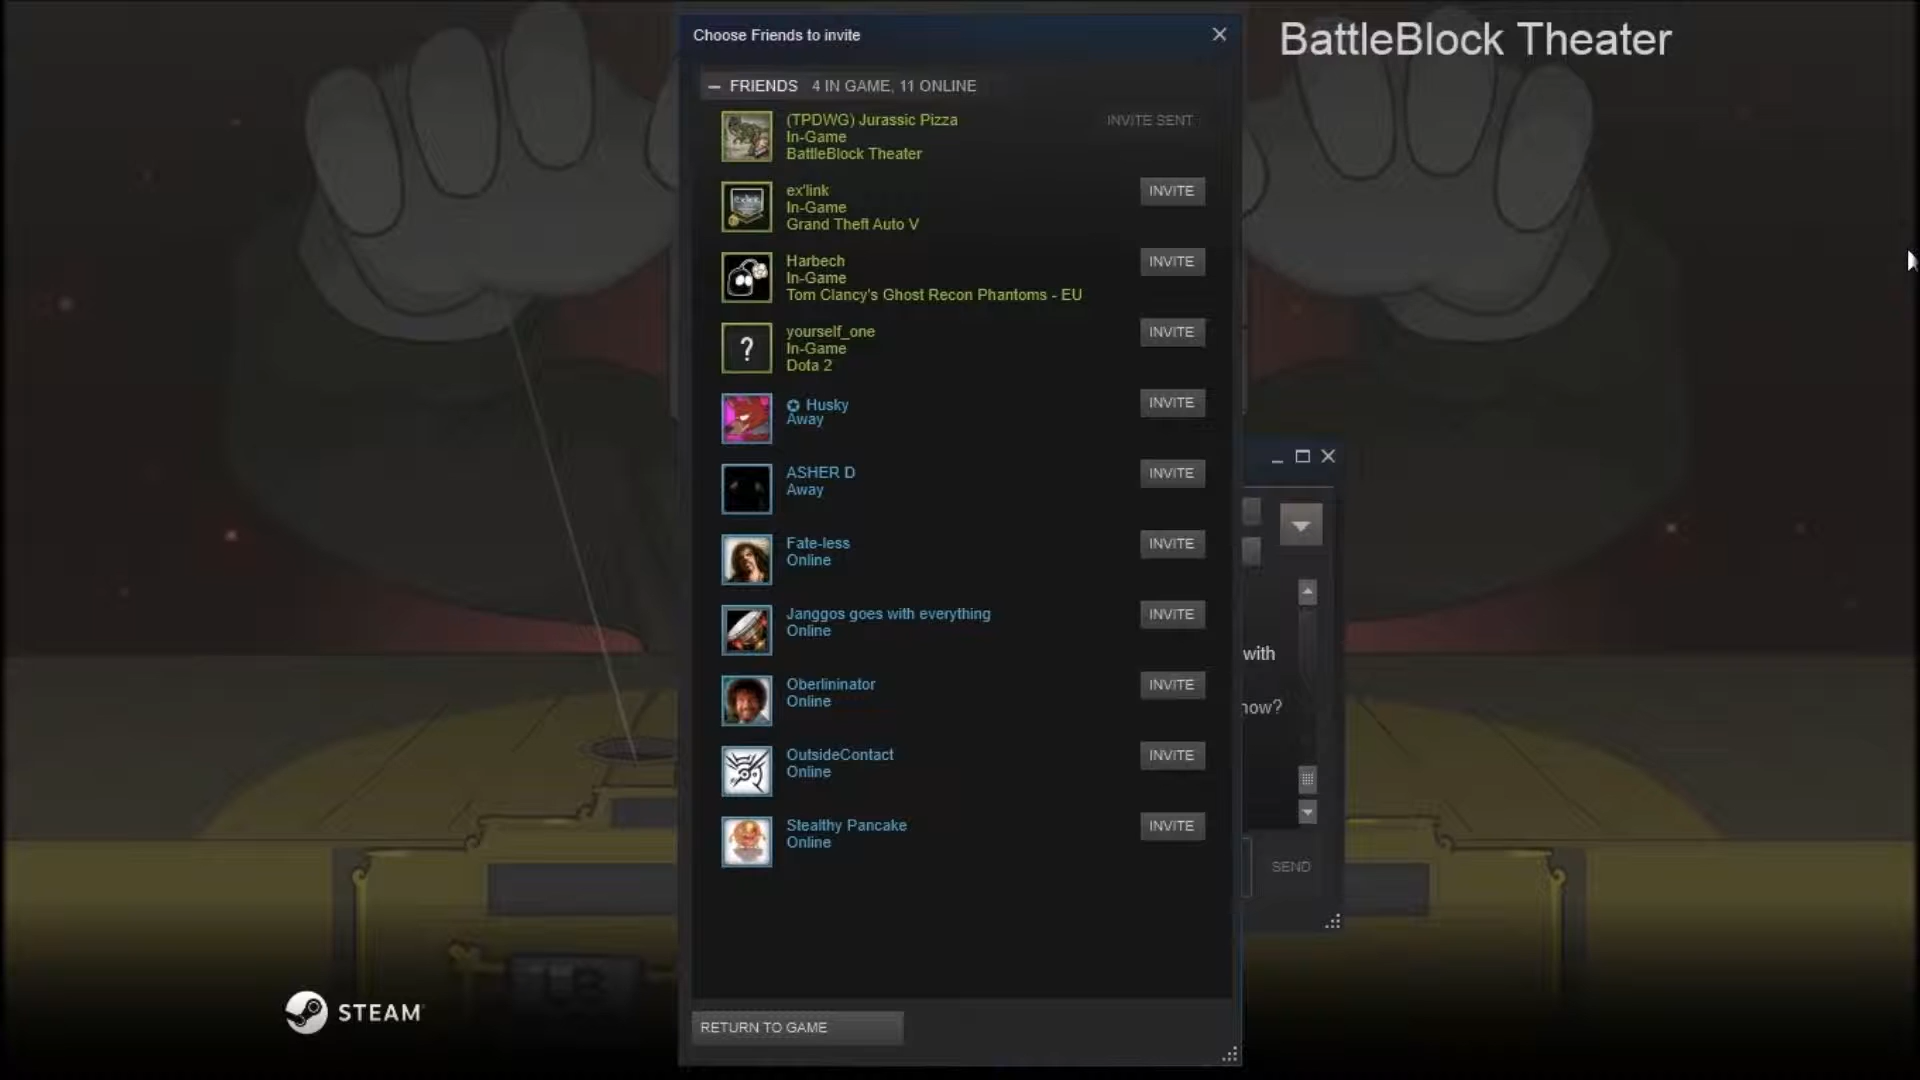 Choose Friends to invite
BattleBlock Theater
FRIENDS 4 IN GAME, 11 ONLINE
(TPDWG) Jurassic Pizza
INVITE SENT
In-Game
BattleBlock Theater
ex'link
INVITE
In-Game
Grand Theft Auto V
Harbech
INVITE
In-Game
Tom Clancy's Ghost Recon Phantoms - EU
yourself_one
INVITE
?
In-Game
Dota 2
Husky
INVITE
Away
ASHER D
INVITE
Away
Fate-less
INVITE
Online
Janggos goes with everything
INVITE
Online
with
Oberlininator
INVITE
Online
now?
OutsideContact
INVITE
Online
Stealthy Pancake
INVITE
Online
SEND
STEAM
RETURN TO GAME